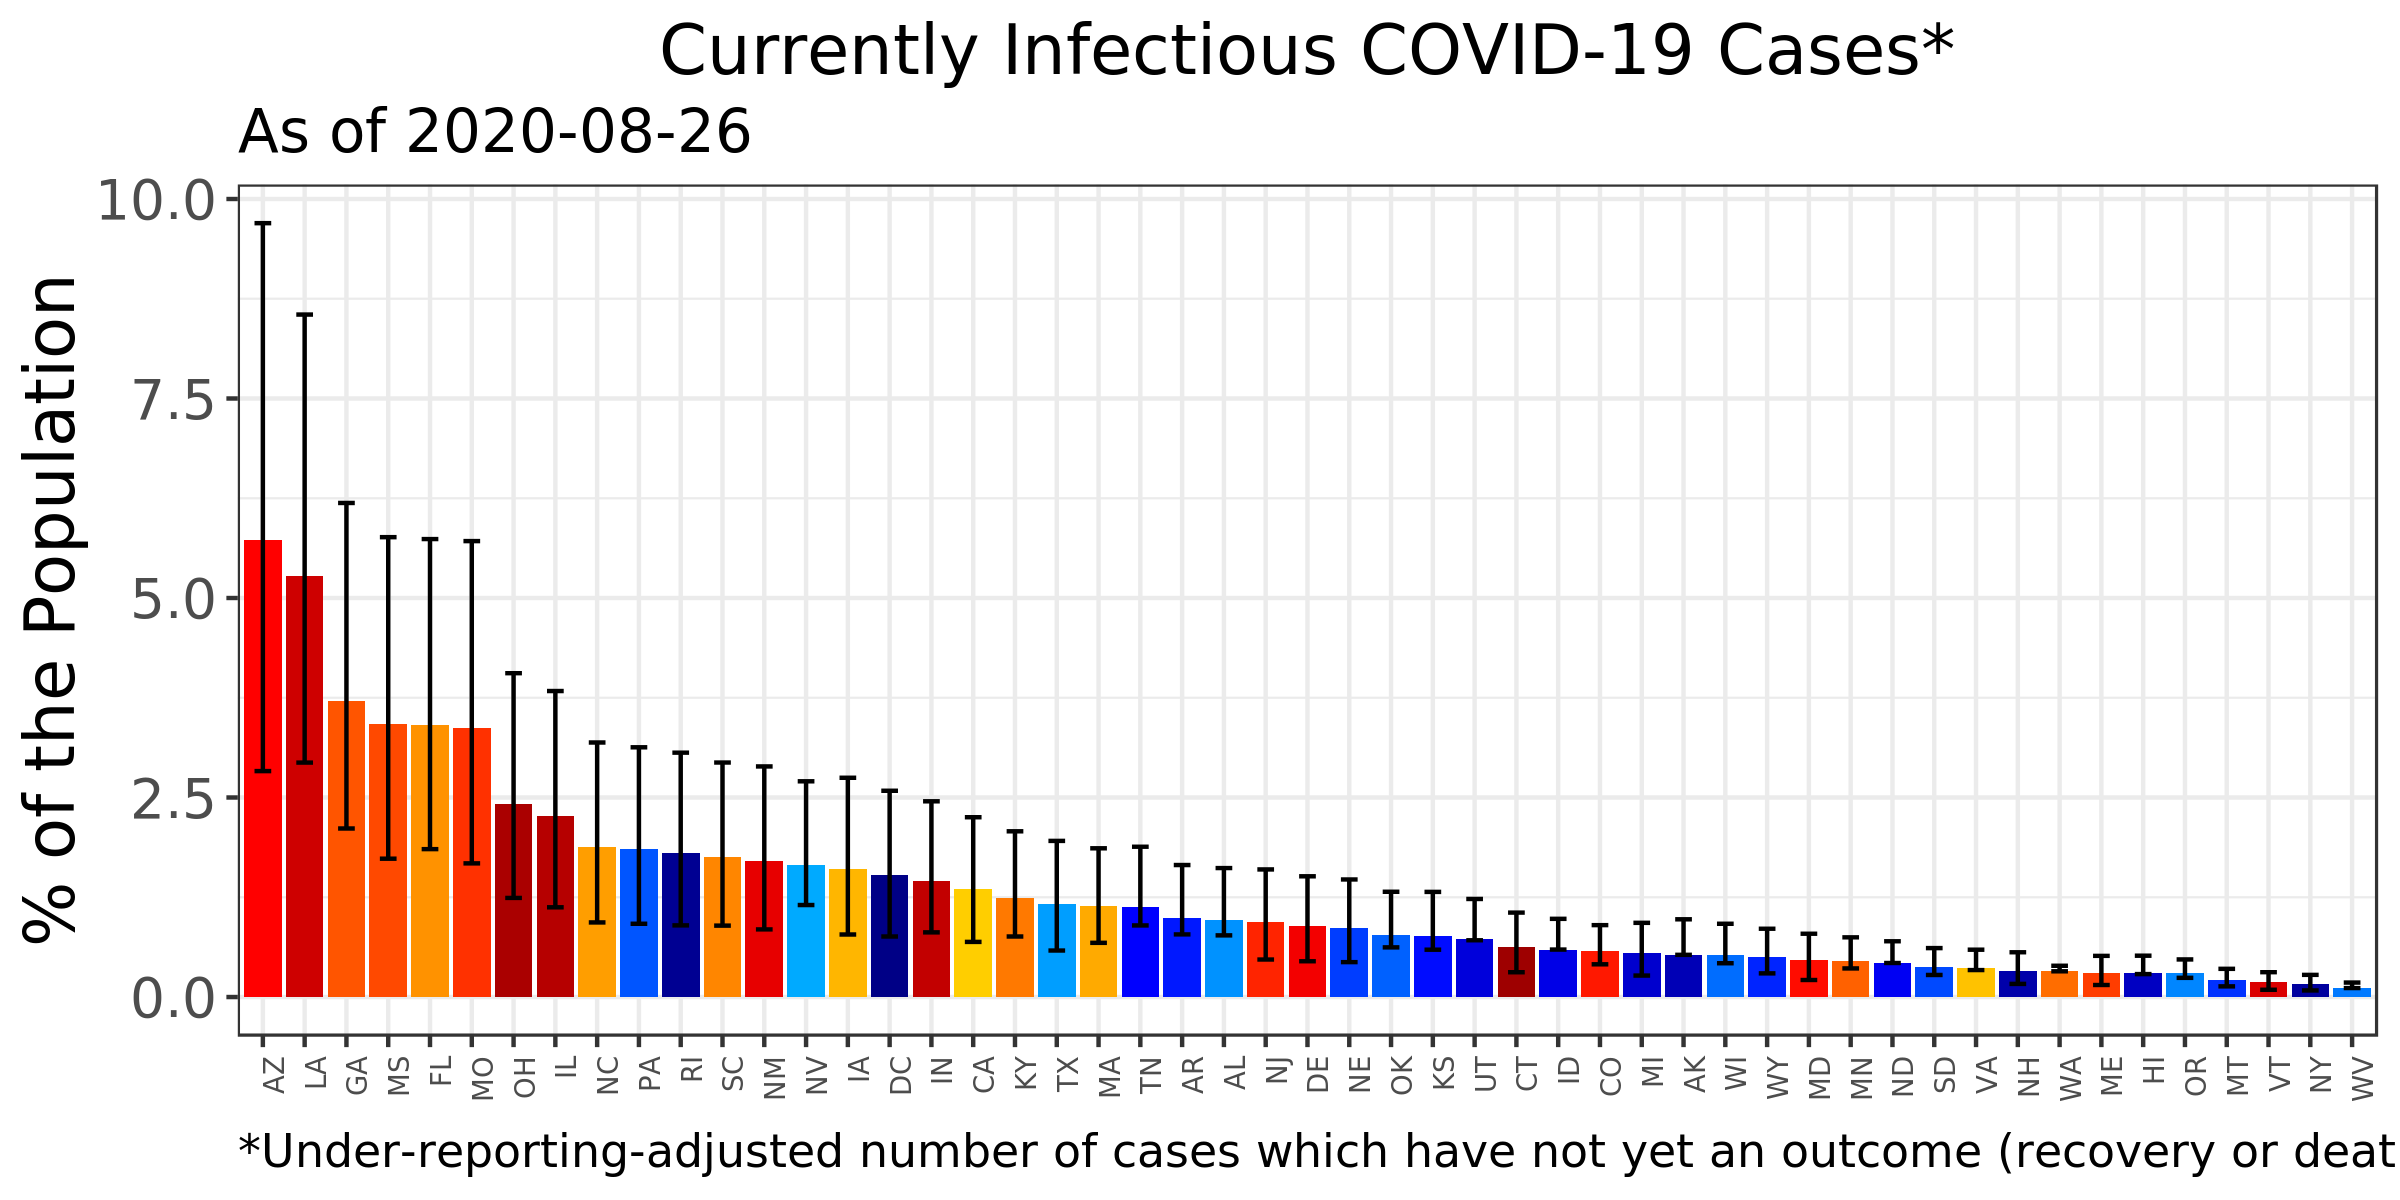 Currently Infectious COVID-19 Cases*
As of 2020-08-26
% of the Population
10.0
7.5
5.0
2.5
0.0
AZ LA GA MS FL MO OH IL NC PA RI SC NM NV IA DC IN CA KY TX MA TN AR AL NJ DE NE OK KS UT CT ID CO MI AK WI WY MD MN ND SD VA NH WA ME HI OR MT VT NY WV
*Under-reporting-adjusted number of cases which have not yet an outcome (recovery or deat